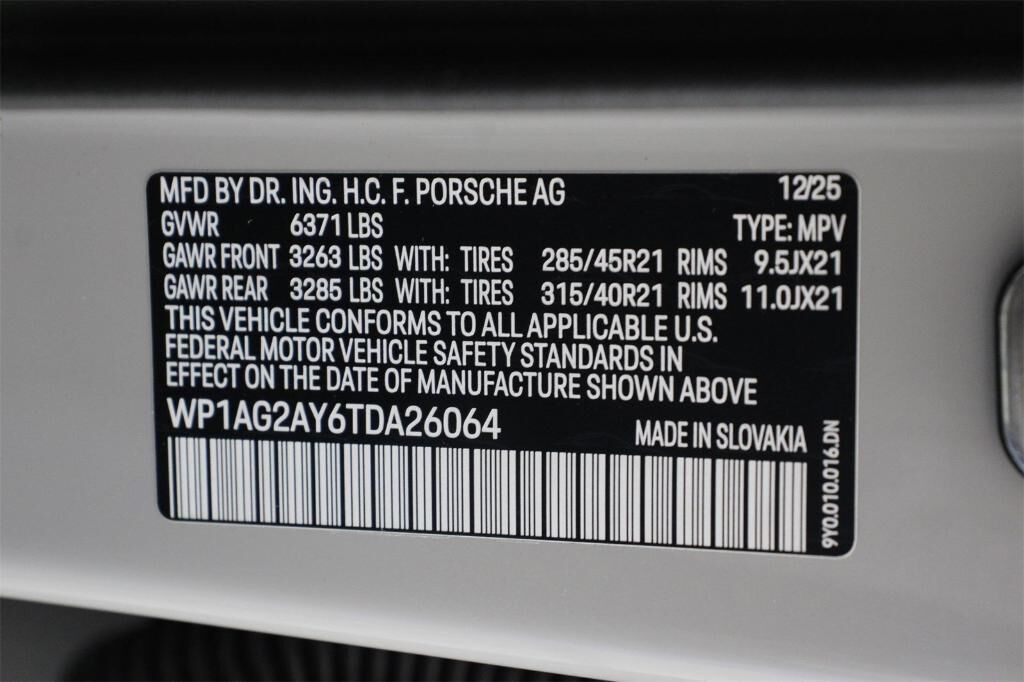 MFD BY DR. ING. H.C. F. PORSCHE AG 12/25
GVWR 6371 LBS TYPE: MPV
GAWR FRONT 3263 LBS WITH: TIRES 285/45R21 RIMS 9.5JX21
GAWR REAR 3285 LBS WITH: TIRES 315/40R21 RIMS 11.0JX21
THIS VEHICLE CONFORMS TO ALL APPLICABLE U.S.
FEDERAL MOTOR VEHICLE SAFETY STANDARDS IN
EFFECT ON THE DATE OF MANUFACTURE SHOWN ABOVE
WP1AG2AY6TDA26064 MADE IN SLOVAKIA
9Y0.010.016.DN